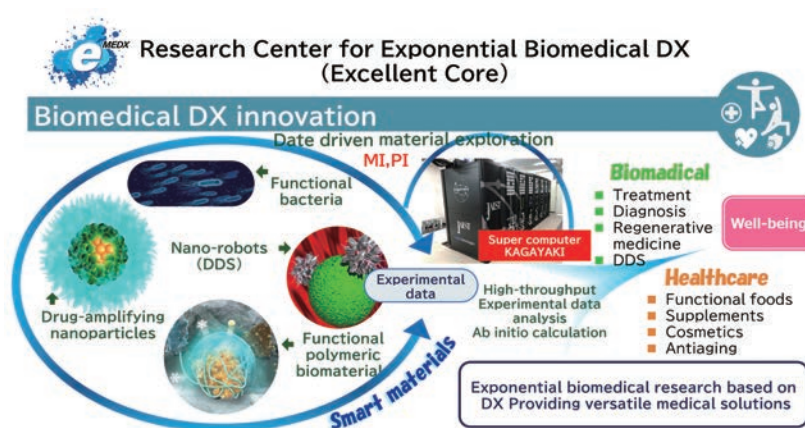 e MEDX
Research Center for Exponential Biomedical DX
(Excellent Core)
Biomedical DX innovation
Date driven material exploration
MI,PI
Functional
bacteria
Nano-robots
(DDS)
Drug-amplifying
nanoparticles
Functional
polymeric
biomaterial
Smart materials
Experimental
data
Super computer
KAGAYAKI
High-throughput
Experimental data
analysis
Ab initio calculation
Biomadical
Treatment
Diagnosis
Regenerative
medicine
DDS
Well-being
Healthcare
Functional foods
Supplements
Cosmetics
Antiaging
Exponential biomedical research based on
DX Providing versatile medical solutions